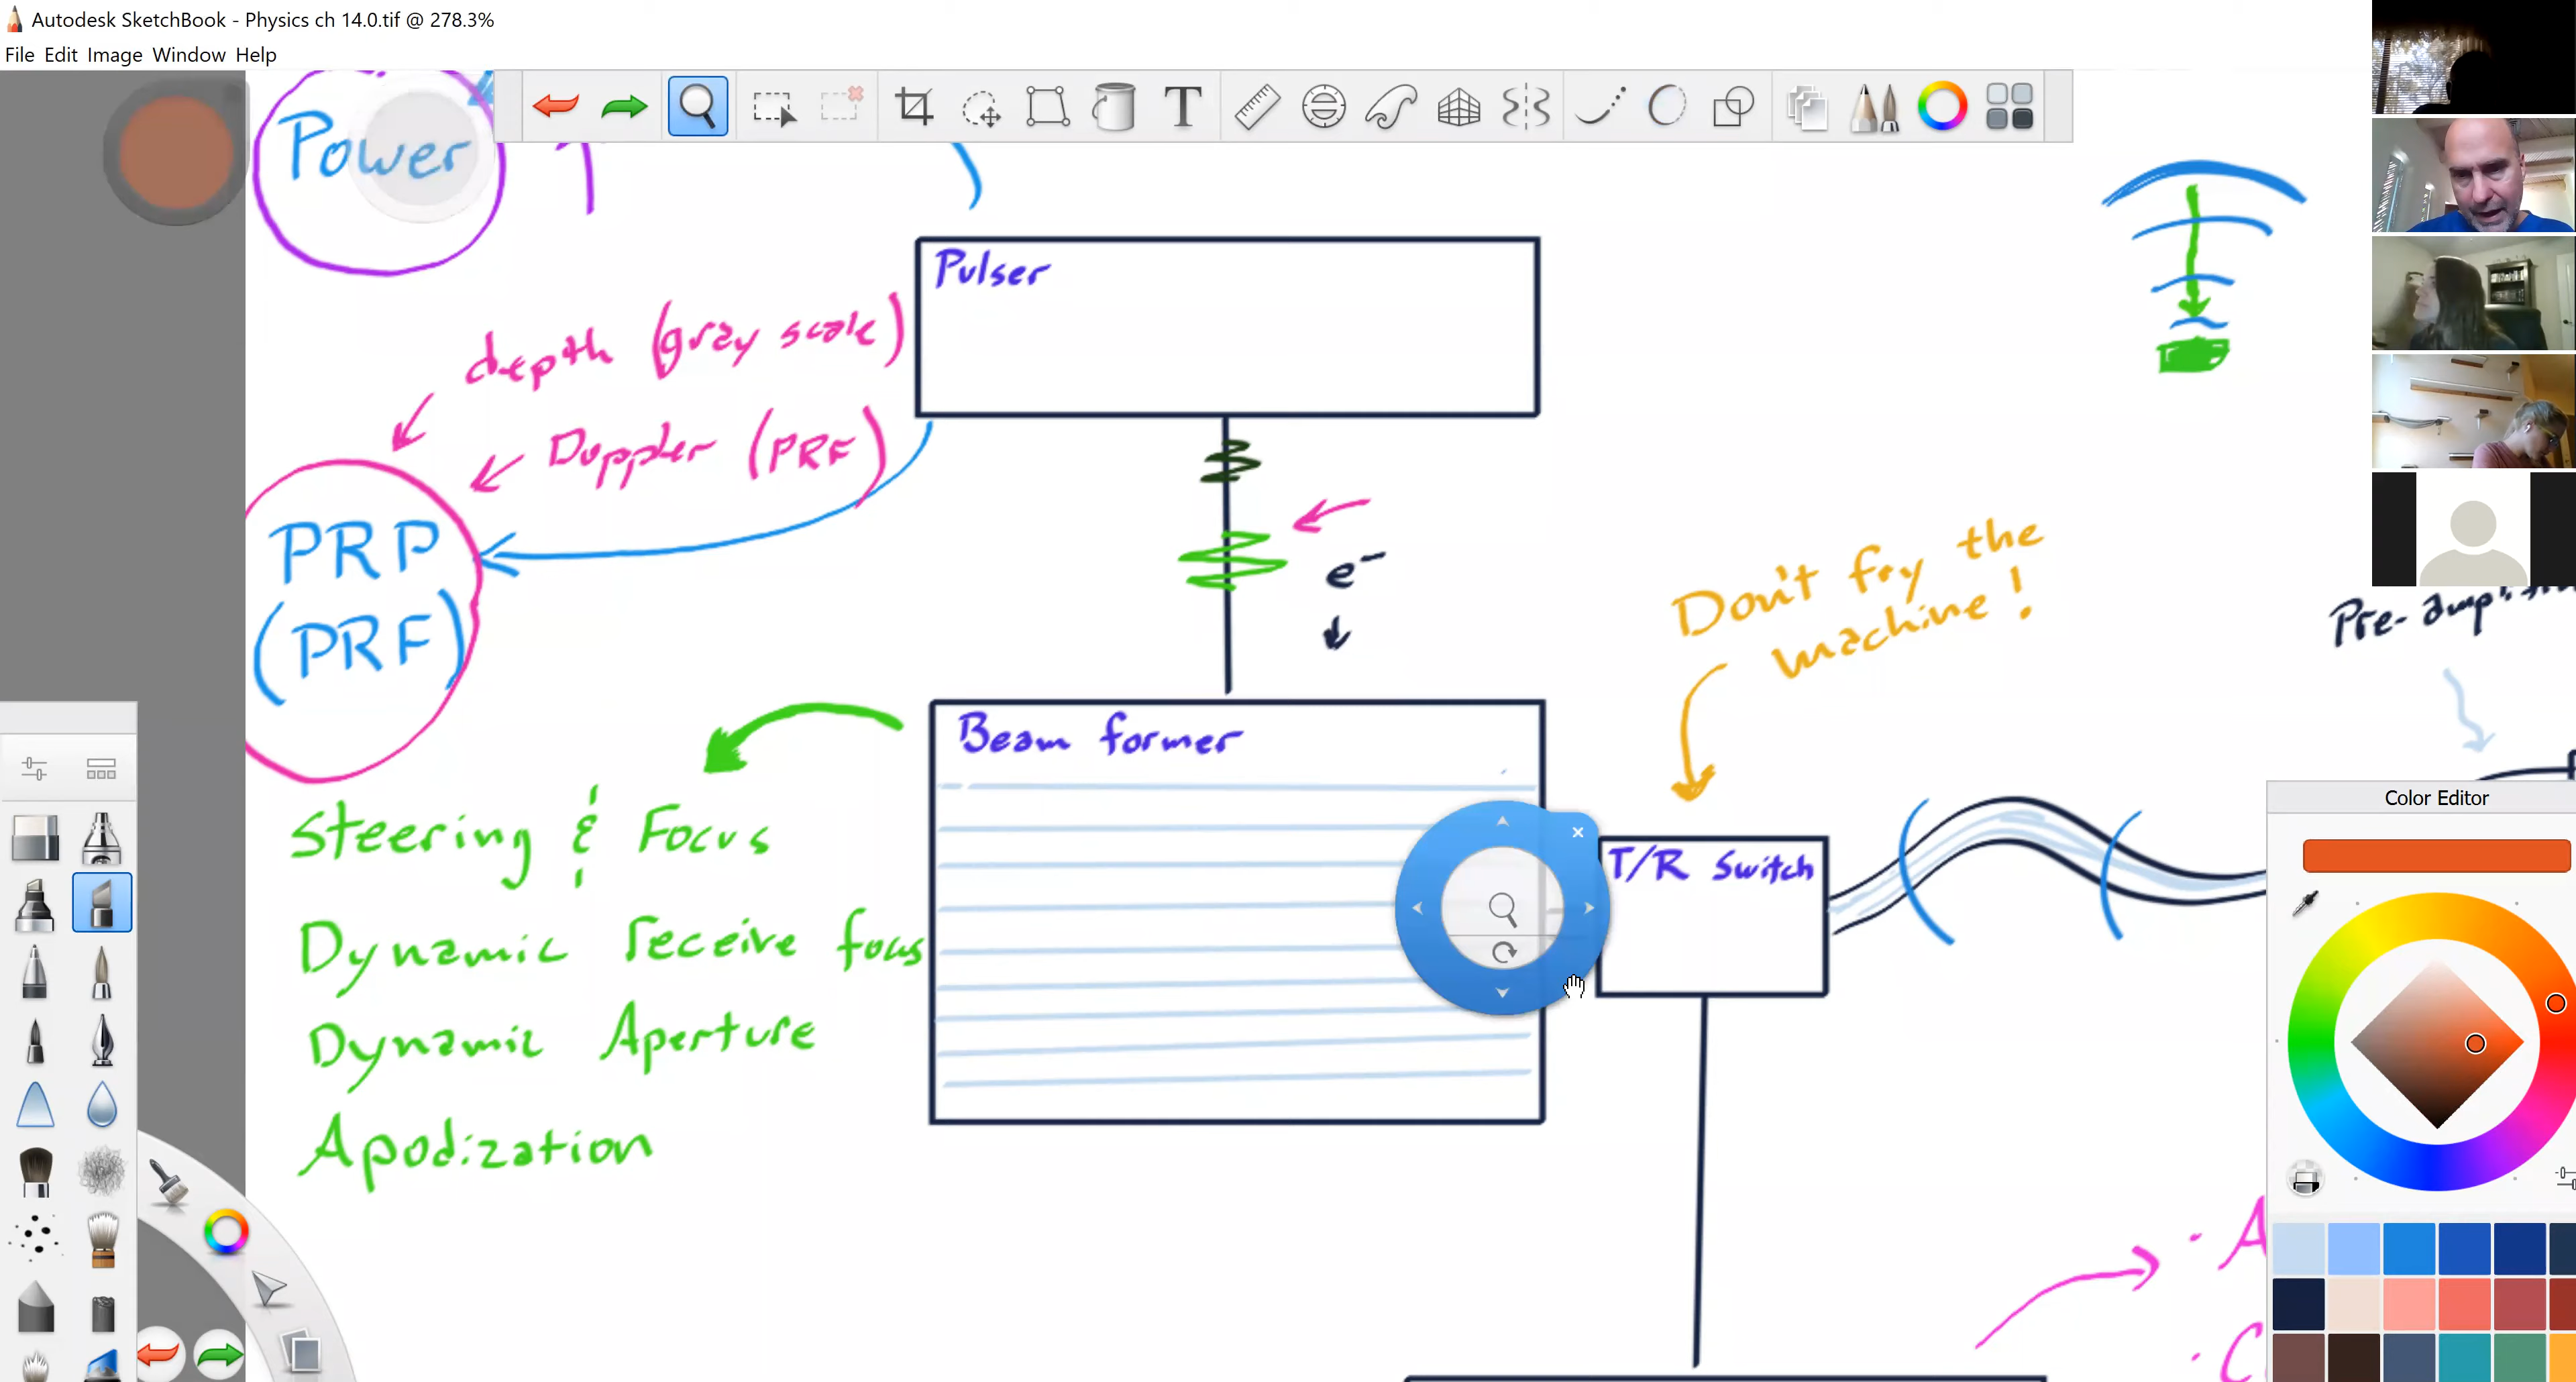 Autodesk SketchBook - Physics ch 14.0.tif @ 278.3%
File Edit Image Window Help
Power
T
Pulser
depth (gray scale)
Doppler (PRF)
PRP
(PRF)
e-
Don't fry the
machine!
Beam former
Steering & Focus
T/R Switch
Dynamic receive focus
Dynamic Aperture
Apodization
Color Editor